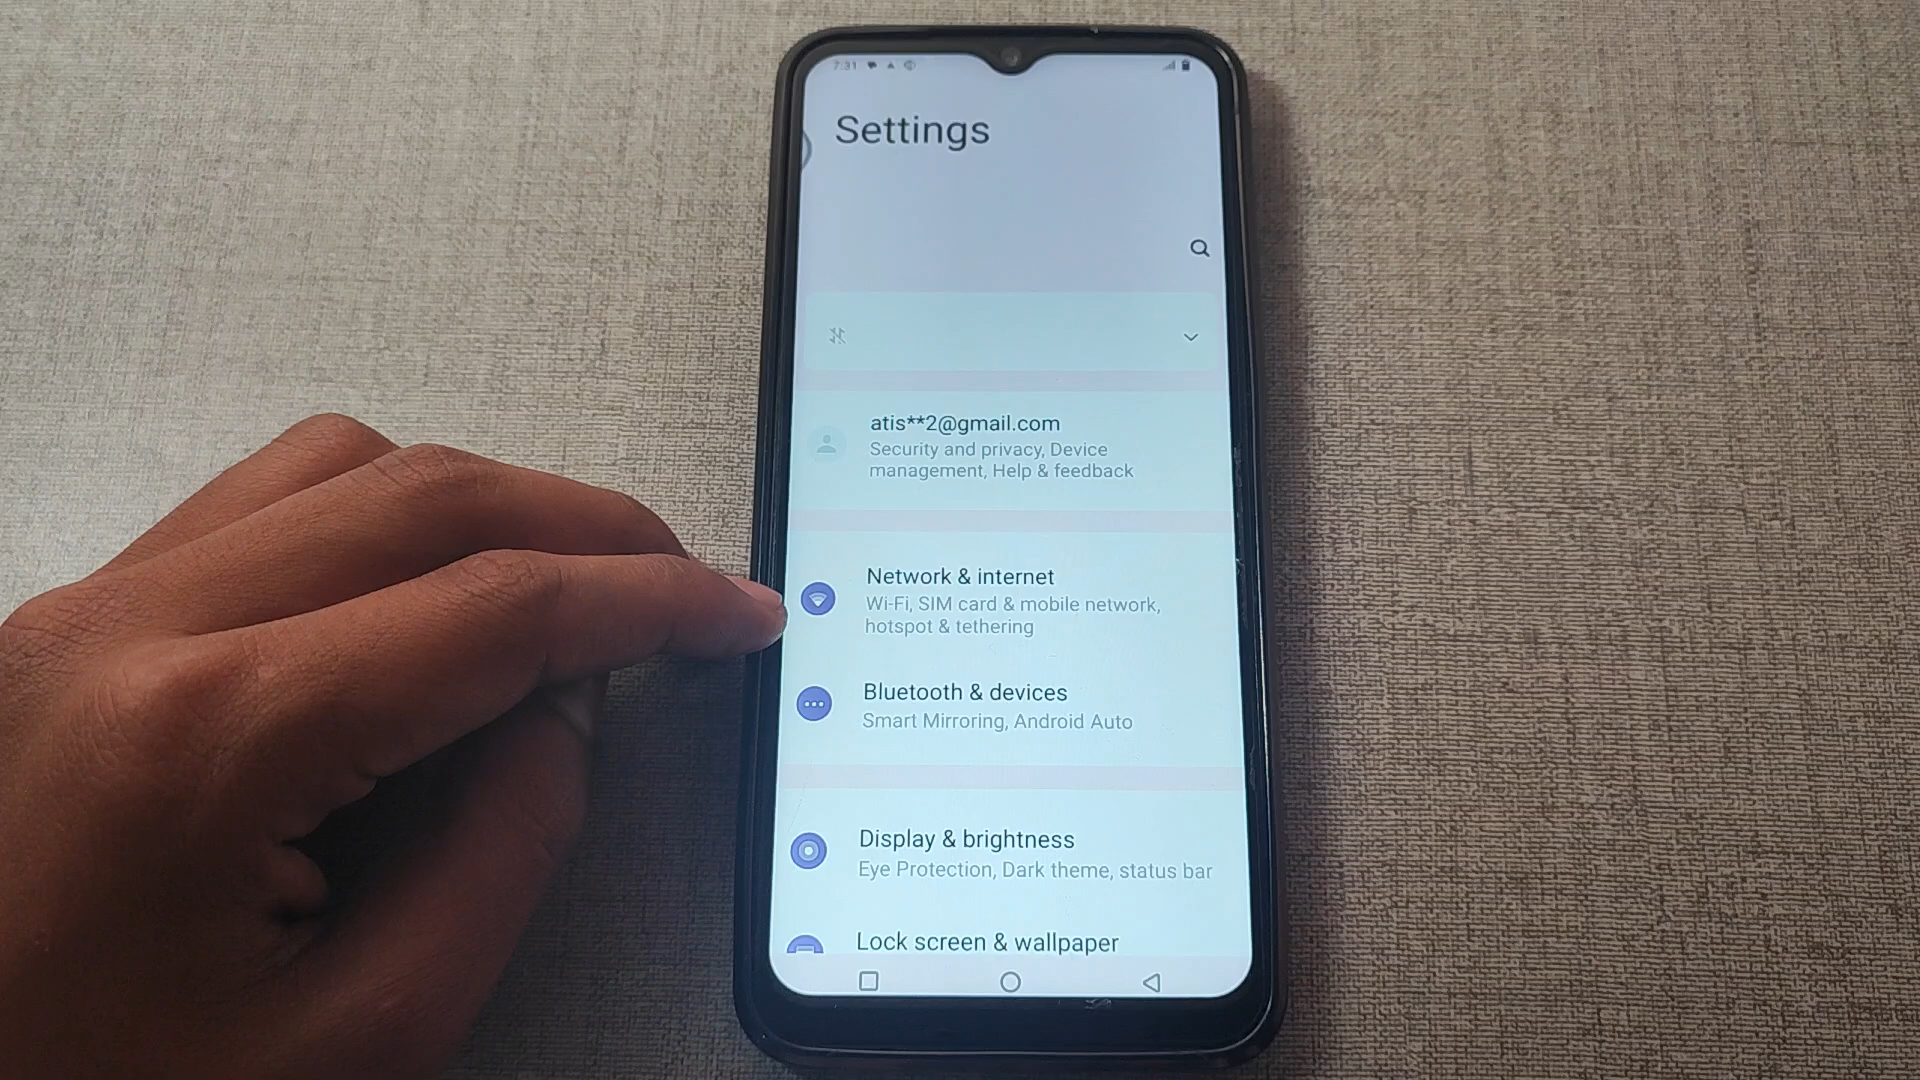 7:31
Settings
atis**2@gmail.com
Security and privacy, Device
management, Help & feedback
Network & internet
Wi-Fi, SIM card & mobile network,
hotspot & tethering
Bluetooth & devices
Smart Mirroring, Android Auto
Display & brightness
Eye Protection, Dark theme, status bar
Lock screen & wallpaper